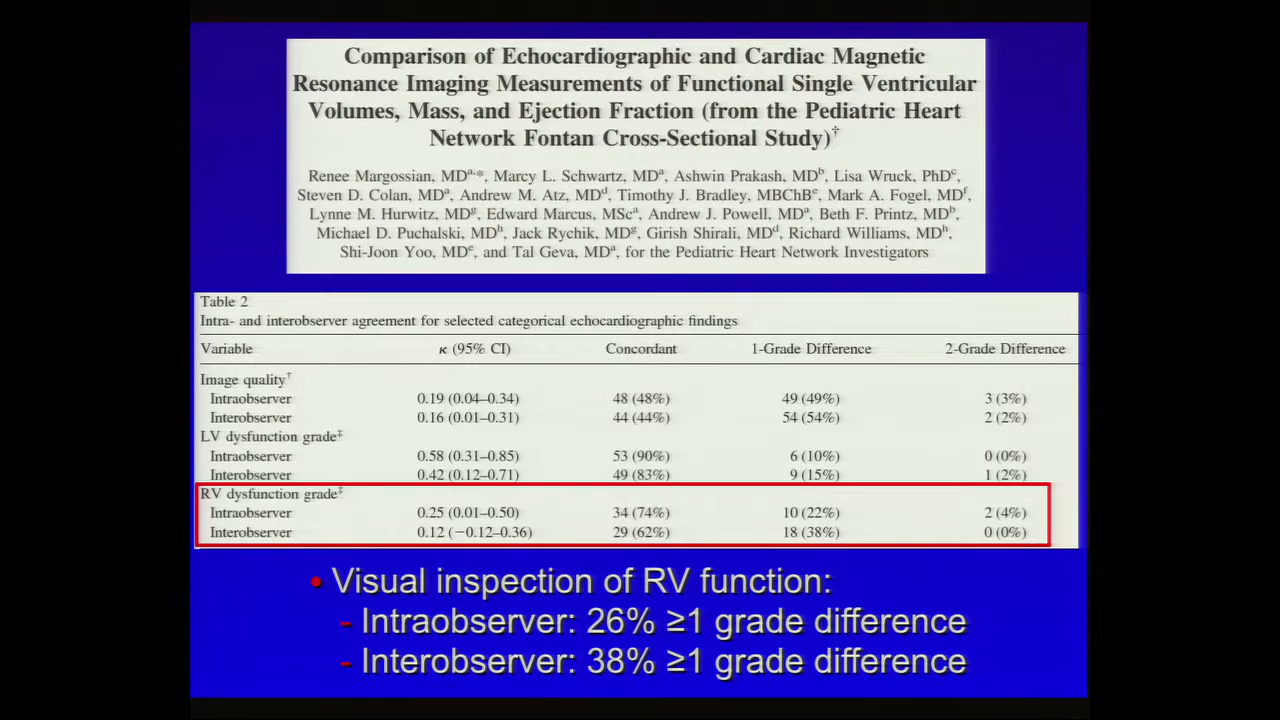 Comparison of Echocardiographic and Cardiac Magnetic
Resonance Imaging Measurements of Functional Single Ventricular
Volumes, Mass, and Ejection Fraction (from the Pediatric Heart
Network Fontan Cross-Sectional Study)†
Renee Margossian, MDa,*, Marcy L. Schwartz, MDa, Ashwin Prakash, MDb, Lisa Wruck, PhDc,
Steven D. Colan, MDa, Andrew M. Atz, MDd, Timothy J. Bradley, MBChBe, Mark A. Fogel, MDf,
Lynne M. Hurwitz, MDg, Edward Marcus, MSca, Andrew J. Powell, MDa, Beth F. Printz, MDb,
Michael D. Puchalski, MDh, Jack Rychik, MDg, Girish Shirali, MDd, Richard Williams, MDh,
Shi-Joon Yoo, MDe, and Tal Geva, MDa, for the Pediatric Heart Network Investigators
Table 2
Intra- and interobserver agreement for selected categorical echocardiographic findings
Variable κ (95% CI) Concordant 1-Grade Difference 2-Grade Difference
Image quality†
Intraobserver 0.19 (0.04–0.34) 48 (48%) 49 (49%) 3 (3%)
Interobserver 0.16 (0.01–0.31) 44 (44%) 54 (54%) 2 (2%)
LV dysfunction grade‡
Intraobserver 0.58 (0.31–0.85) 53 (90%) 6 (10%) 0 (0%)
Interobserver 0.42 (0.12–0.71) 49 (83%) 9 (15%) 1 (2%)
RV dysfunction grade‡
Intraobserver 0.25 (0.01–0.50) 34 (74%) 10 (22%) 2 (4%)
Interobserver 0.12 (−0.12–0.36) 29 (62%) 18 (38%) 0 (0%)
• Visual inspection of RV function:
- Intraobserver: 26% ≥1 grade difference
- Interobserver: 38% ≥1 grade difference